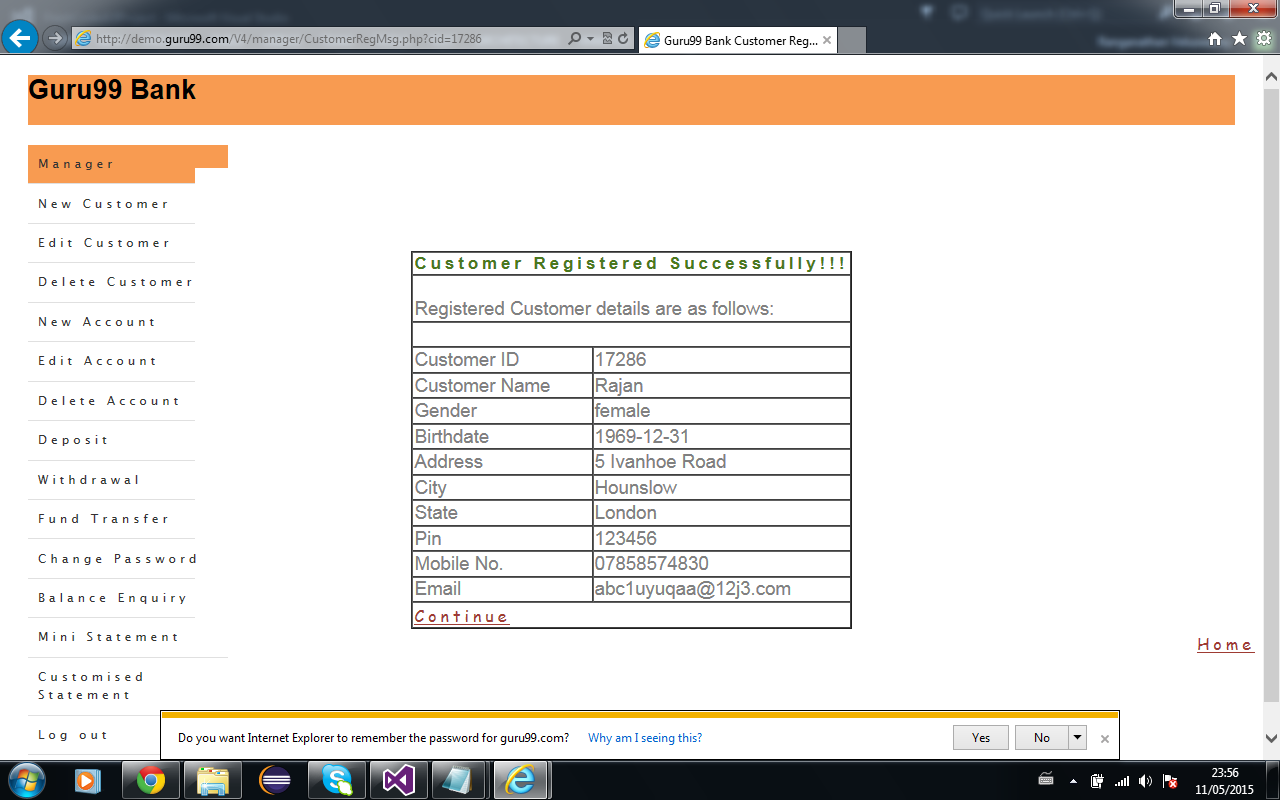 http://demo.guru99.com/V4/manager/CustomerRegMsg.php?cid=17286
Guru99 Bank Customer Reg...
Guru99 Bank
Manager
New Customer
Edit Customer
Delete Customer
New Account
Edit Account
Delete Account
Deposit
Withdrawal
Fund Transfer
Change Password
Balance Enquiry
Mini Statement
Customised
Statement
Log out
Customer Registered Successfully!!!
Registered Customer details are as follows:
Customer ID 17286
Customer Name Rajan
Gender female
Birthdate 1969-12-31
Address 5 Ivanhoe Road
City Hounslow
State London
Pin 123456
Mobile No. 07858574830
Email abc1uyuqaa@12j3.com
Continue
Home
Do you want Internet Explorer to remember the password for guru99.com? Why am I seeing this? Yes No
23:56
11/05/2015